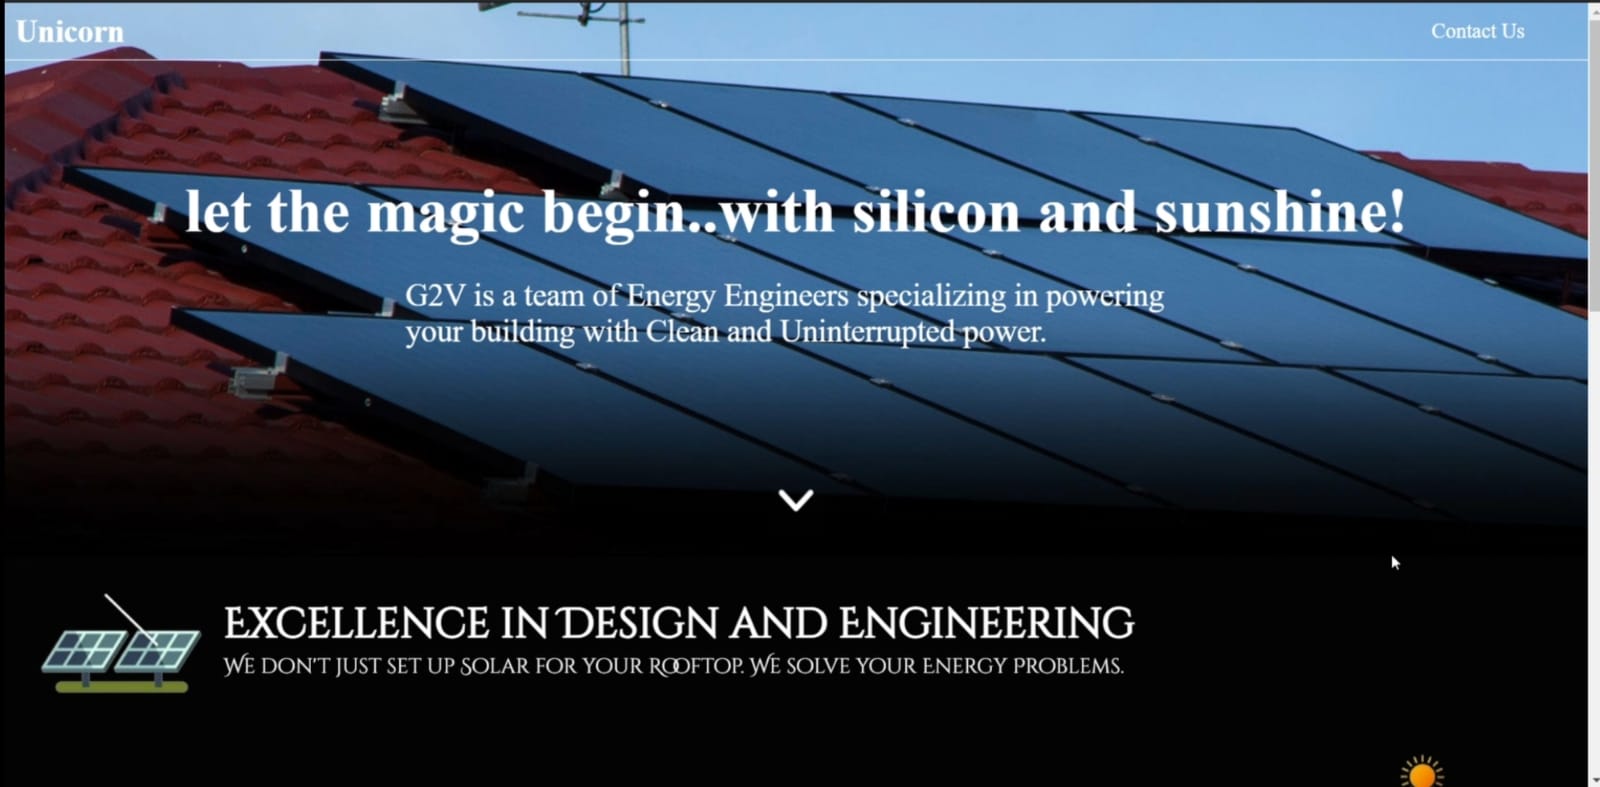 Unicorn
Contact Us
let the magic begin..with silicon and sunshine!
G2V is a team of Energy Engineers specializing in powering
your building with Clean and Uninterrupted power.
Excellence in Design and Engineering
We don't just set up Solar for your Rooftop. We solve your Energy Problems.